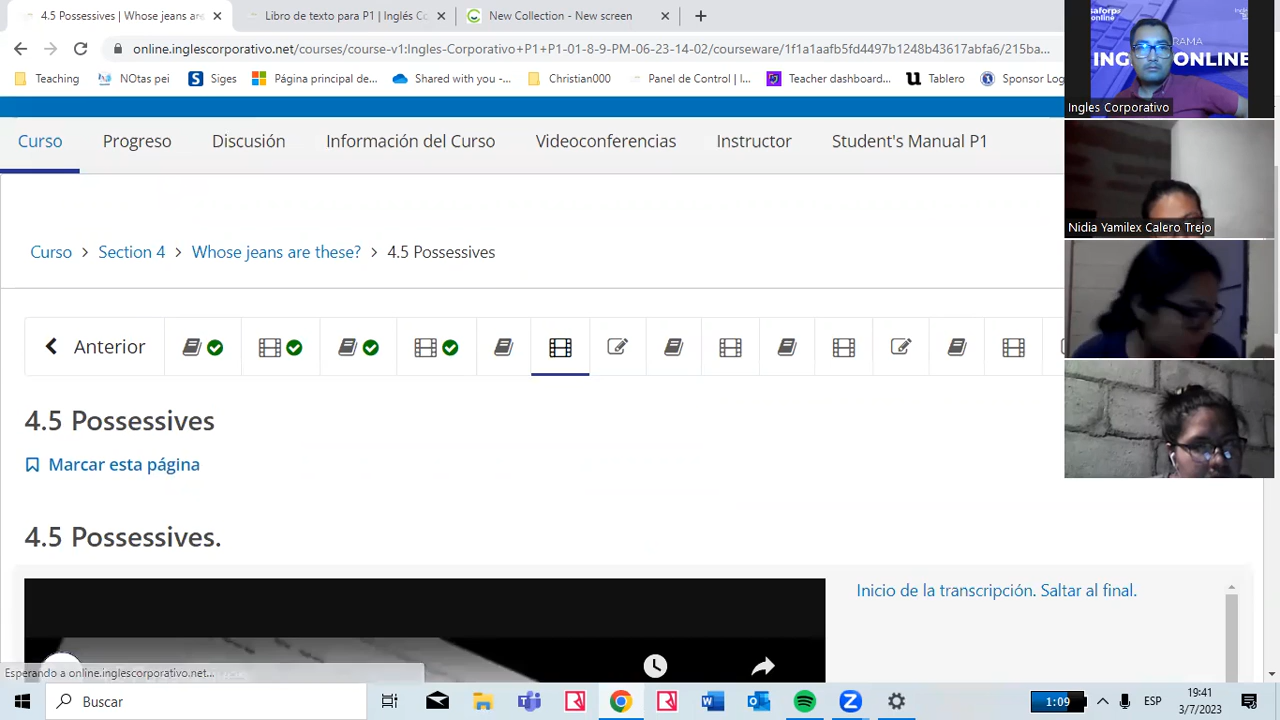 4.5 Possessives | Whose jeans are
Libro de texto para P1 | Inglés Co
New Collection - New screen
online.inglescorporativo.net/courses/course-v1:Ingles-Corporativo+P1+P1-01-8-9-PM-06-23-14-02/courseware/1f1a1aafb5fd4497b1248b43617abfa6/215ba...
Teaching
NOtas pei
Siges
Página principal de...
Shared with you -...
Christian000
Panel de Control | I...
Teacher dashboard...
Tablero
Sponsor Log
saforp
online
RAMA
ING ONLINE
Ingles Corporativo
Curso
Progreso
Discusión
Información del Curso
Videoconferencias
Instructor
Student's Manual P1
Nidia Yamilex Calero Trejo
Curso > Section 4 > Whose jeans are these? > 4.5 Possessives
Anterior
4.5 Possessives
Marcar esta página
4.5 Possessives.
Inicio de la transcripción. Saltar al final.
Esperando a online.inglescorporativo.net...
Buscar
1:09
ESP
19:41
3/7/2023